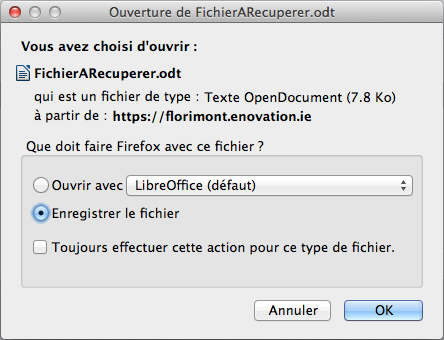 Ouverture de FichierARecuperer.odt
Vous avez choisi d'ouvrir :
FichierARecuperer.odt
qui est un fichier de type : Texte OpenDocument (7.8 Ko)
à partir de : https://florimont.enovation.ie
Que doit faire Firefox avec ce fichier ?
Ouvrir avec LibreOffice (défaut)
Enregistrer le fichier
Toujours effectuer cette action pour ce type de fichier.
Annuler OK